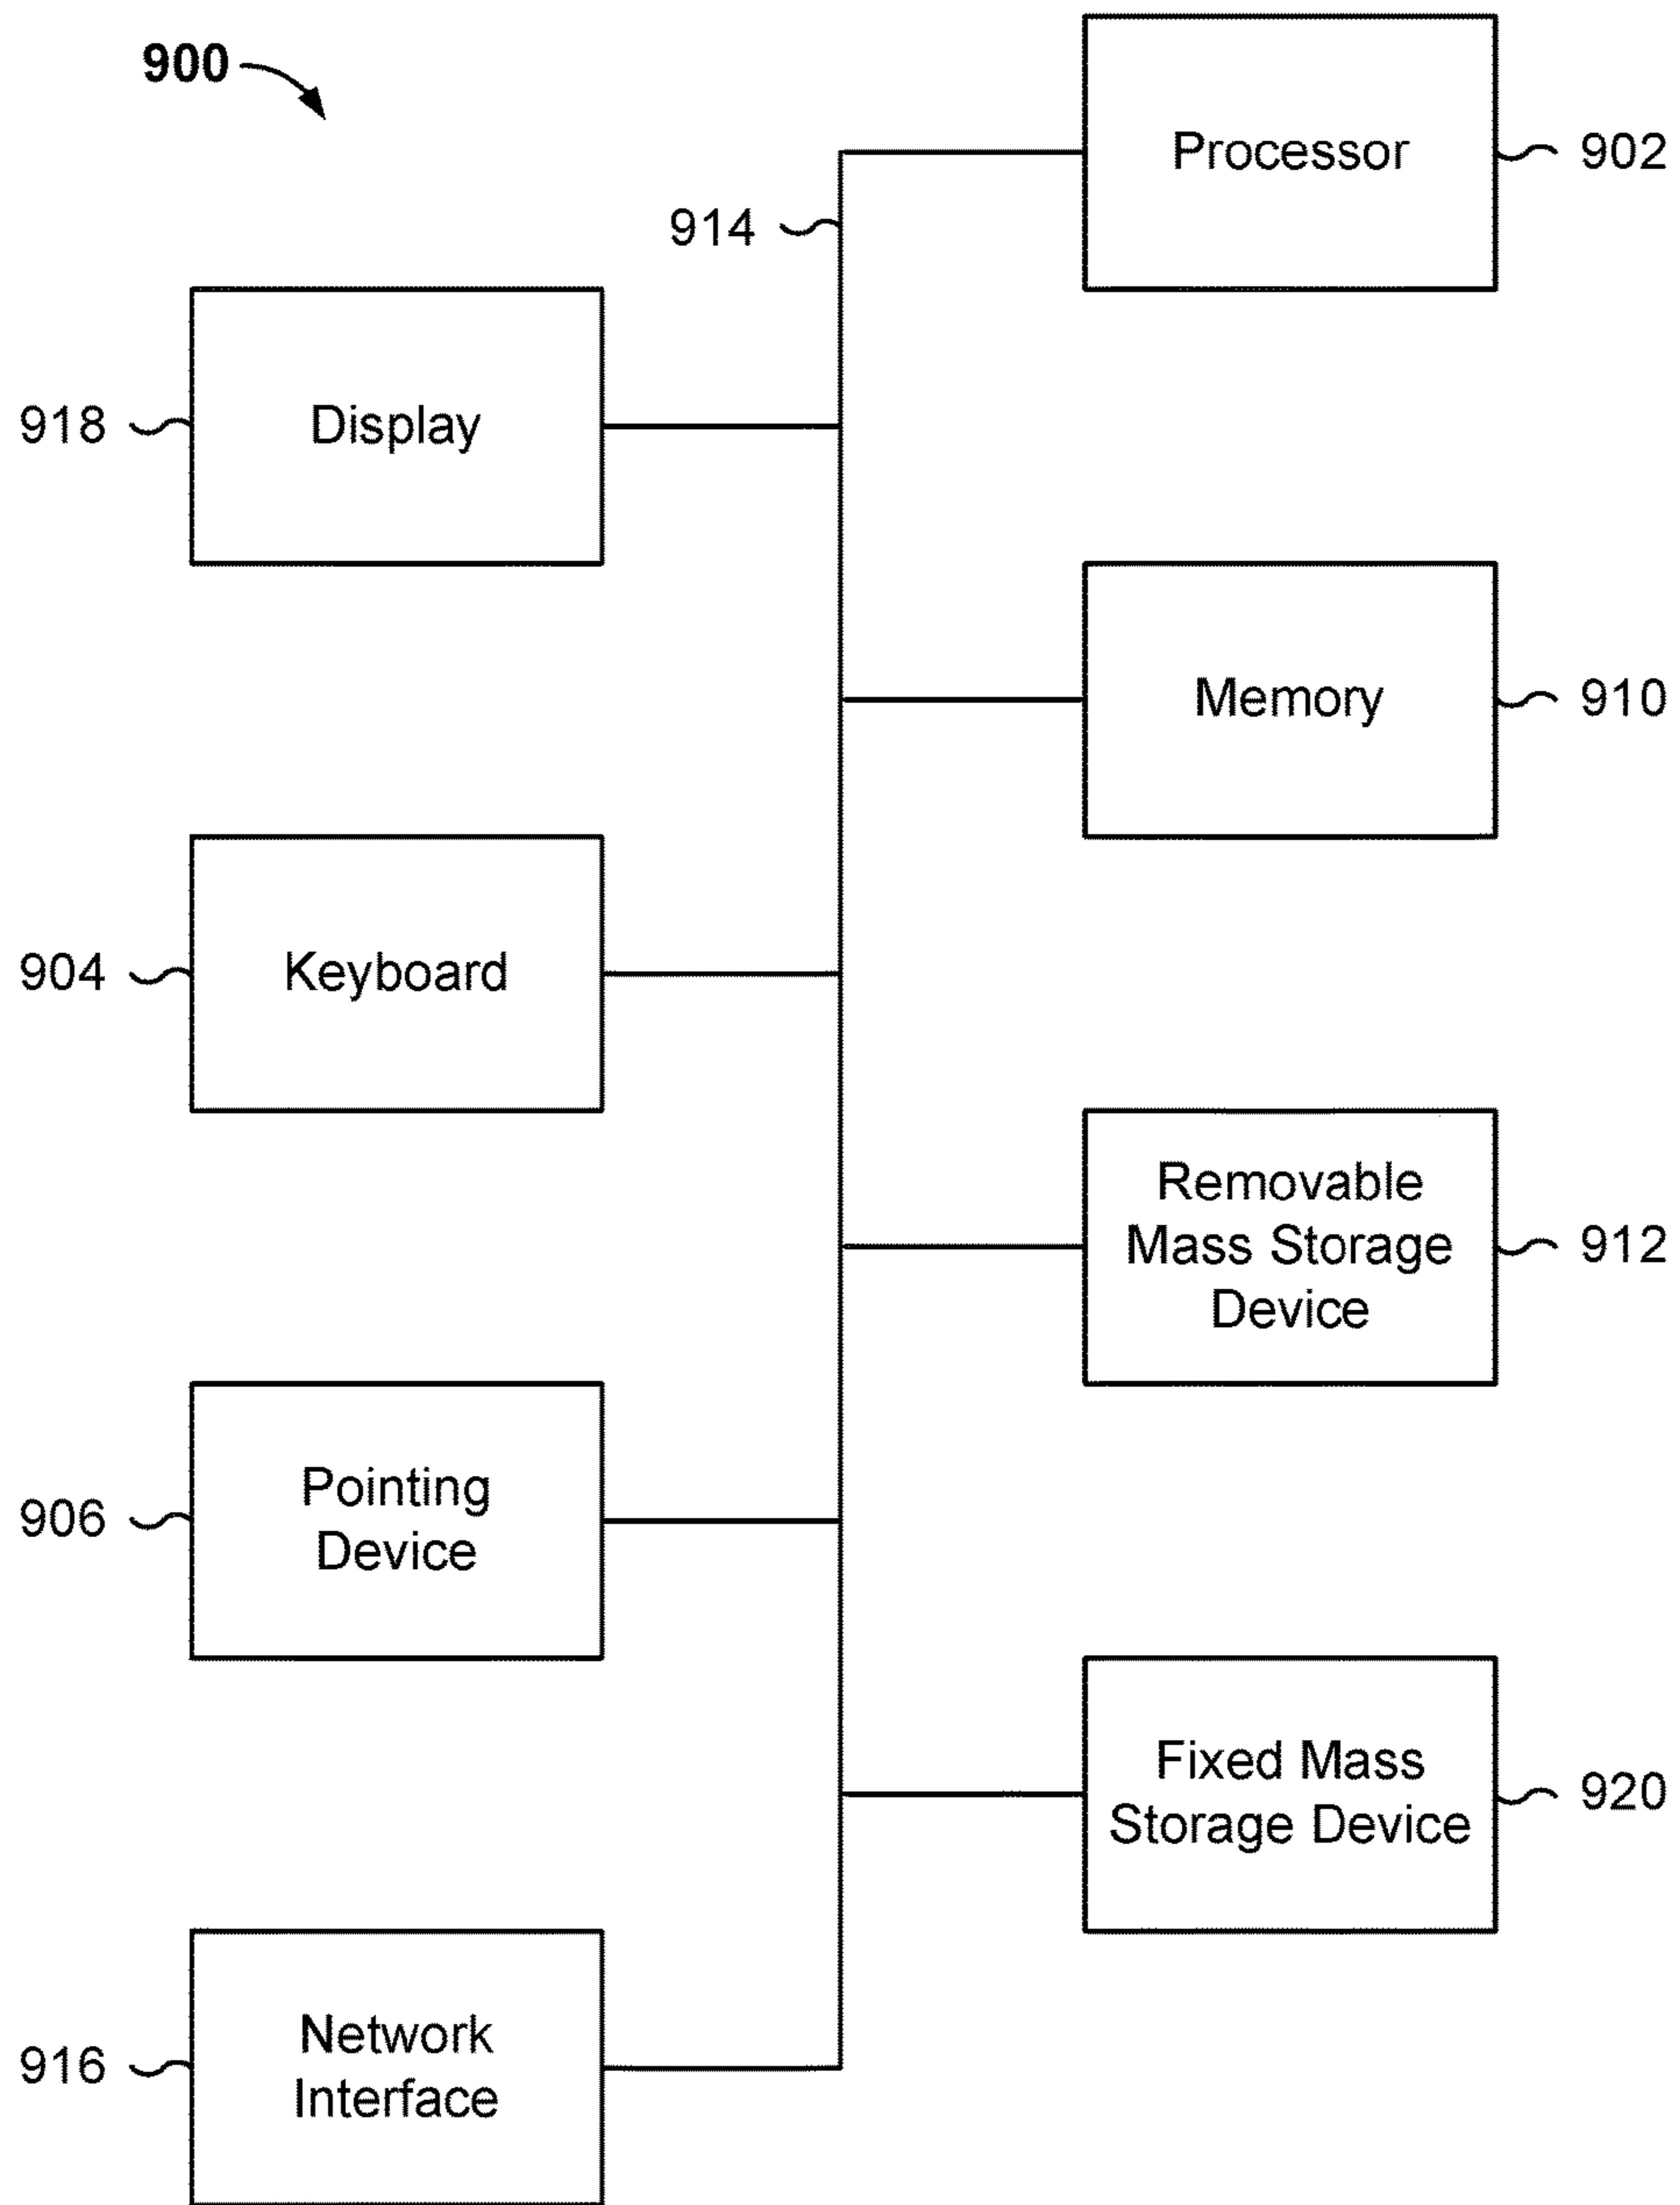 900
Processor
902
914
Display
918
Memory
910
Keyboard
904
Removable
Mass Storage
Device
912
Pointing
Device
906
Fixed Mass
Storage Device
920
Network
Interface
916